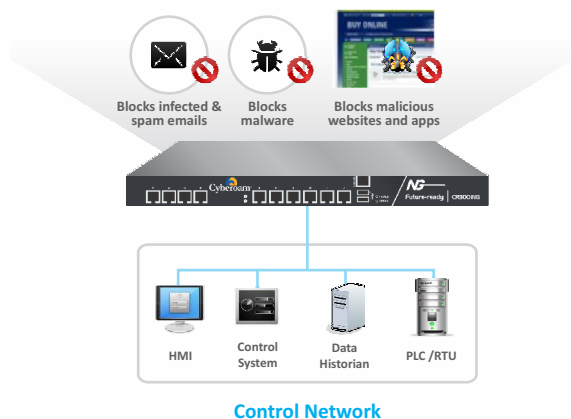 BUY ONLINE
Blocks infected &
spam emails
Blocks
malware
Blocks malicious
websites and apps
Cyberoam
NG
Future-ready
CR300iNG
HMI
Control
System
Data
Historian
PLC /RTU
Control Network